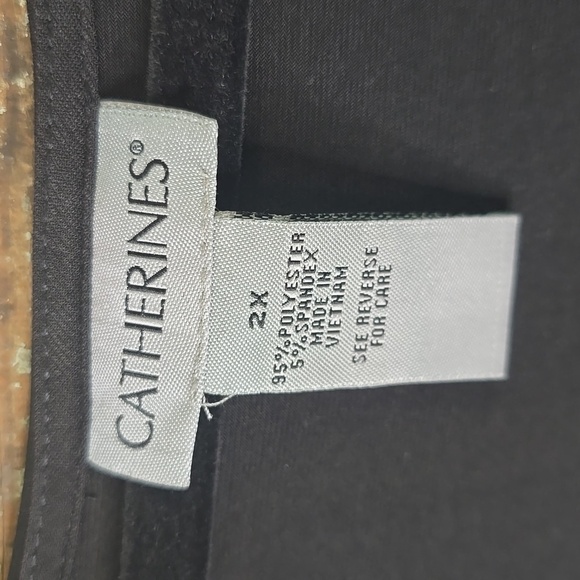 CATHERINES®
2X
95%POLYESTER
5%SPANDEX
MADE IN
VIETNAM
SEE REVERSE
FOR CARE